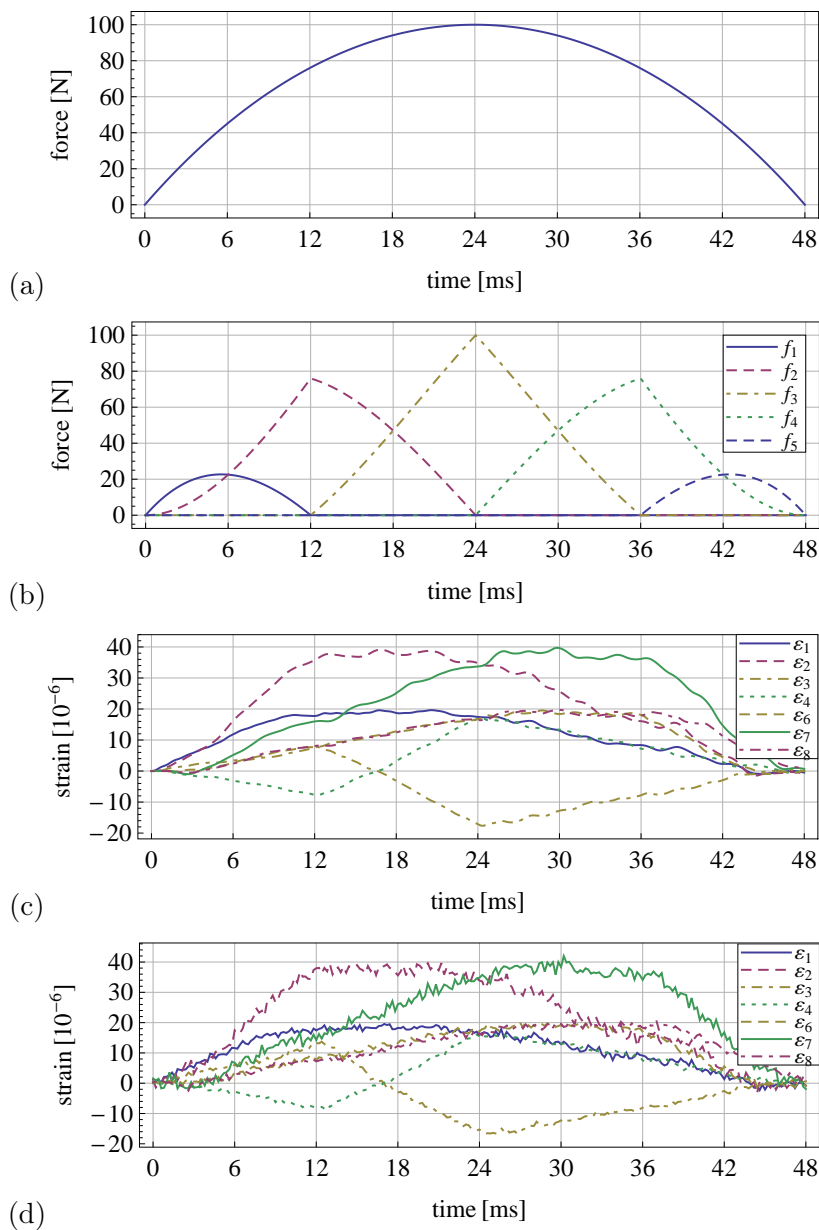 100
80
60
40
20
0
force [N]
0 6 12 18 24 30 36 42 48
time [ms]
(a)
100
80
60
40
20
0
force [N]
f1
f2
f3
f4
f5
0 6 12 18 24 30 36 42 48
time [ms]
(b)
40
30
20
10
0
−10
−20
strain [10−6]
ε1
ε2
ε3
ε4
ε6
ε7
ε8
0 6 12 18 24 30 36 42 48
time [ms]
(c)
40
30
20
10
0
−10
−20
strain [10−6]
ε1
ε2
ε3
ε4
ε6
ε7
ε8
0 6 12 18 24 30 36 42 48
time [ms]
(d)